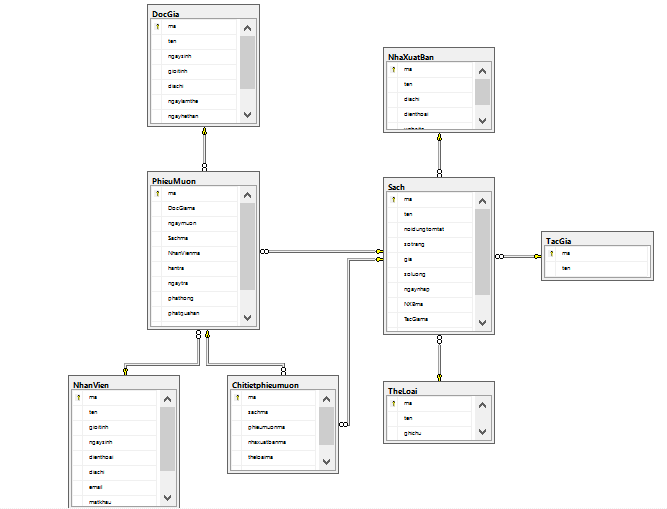 DocGia
ma
ten
ngaysinh
gioitinh
diachi
ngaylamthe
ngayhethan
NhaXuatBan
ma
ten
diachi
dienthoai
website
PhieuMuon
ma
DocGiama
ngaymuon
Sachma
NhanVienma
hantra
ngaytra
phathong
phatquahan
Sach
ma
ten
noidungtomtat
sotrang
gia
soluong
ngaynhap
NXBma
TacGiama
TacGia
ma
ten
NhanVien
ma
ten
gioitinh
ngaysinh
dienthoai
diachi
email
matkhau
Chitietphieumuon
ma
sachma
phieumuonma
nhaxuatbanma
theloaima
TheLoai
ma
ten
ghichu